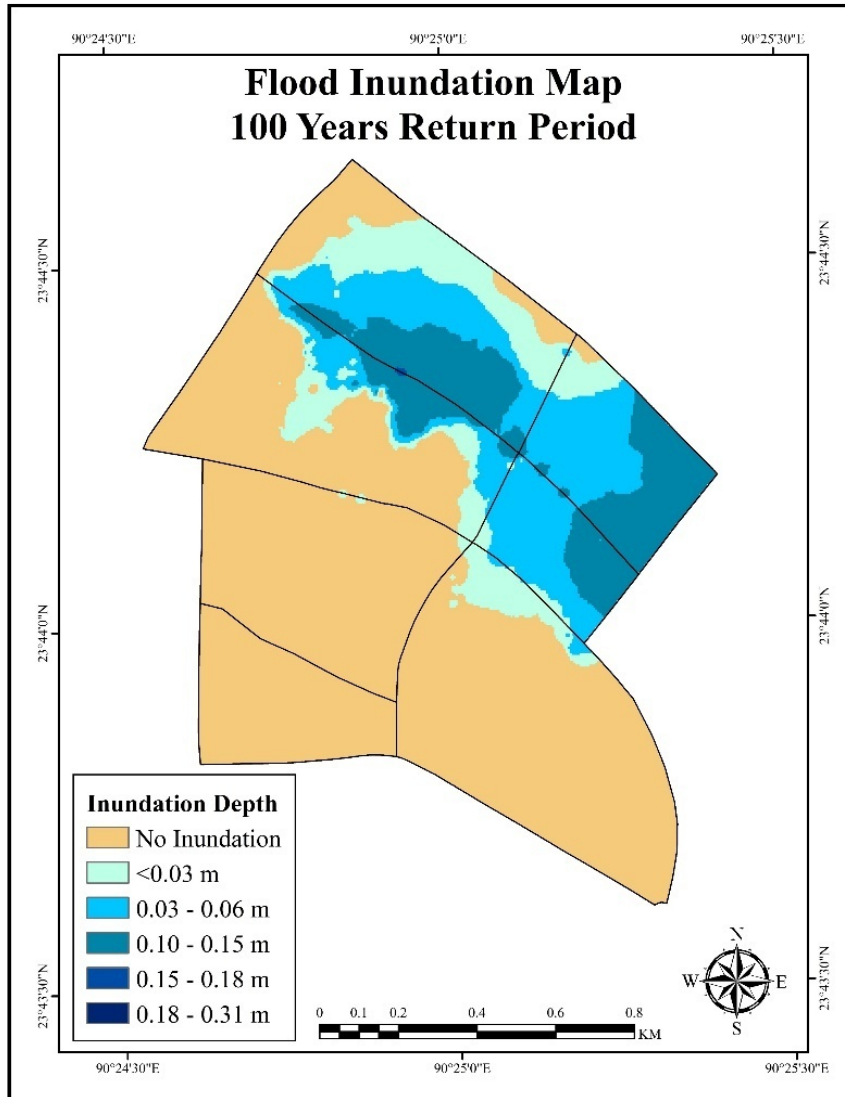 90°24'30"E
90°25'0"E
90°25'30"E
Flood Inundation Map
100 Years Return Period
23°44'30"N
23°44'30"N
23°44'0"N
23°44'0"N
Inundation Depth
No Inundation
<0.03 m
0.03 - 0.06 m
0.10 - 0.15 m
0.15 - 0.18 m
0.18 - 0.31 m
N
W
E
S
23°43'30"N
23°43'30"N
0 0.1 0.2 0.4 0.6 0.8
KM
90°24'30"E
90°25'0"E
90°25'30"E